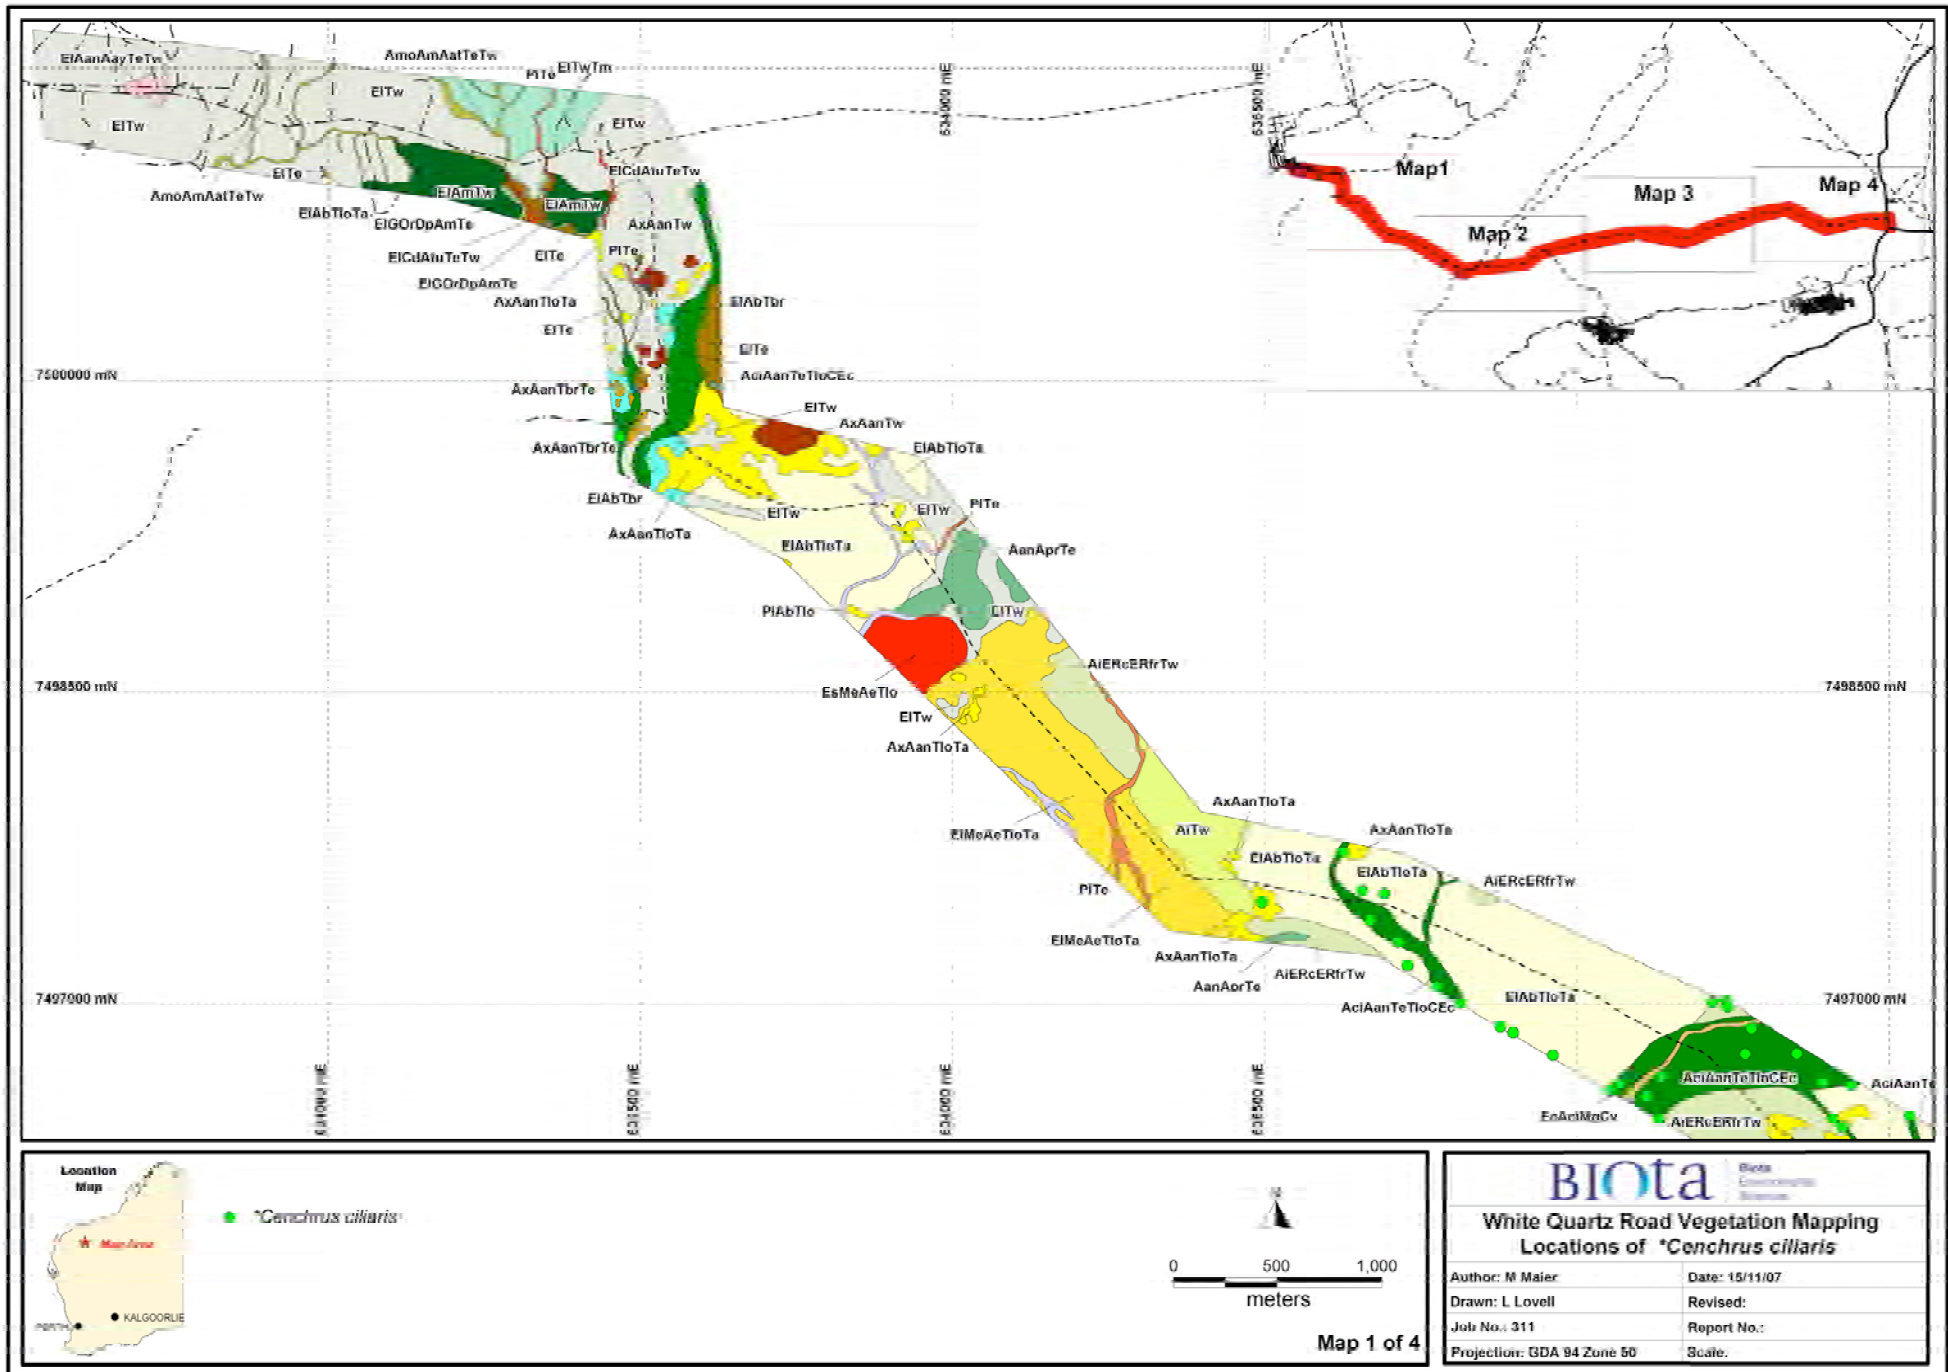 ElAanAayTeTw
AmoAmAatTeTw
PlTe
ElTwTm
ElTw
ElTw
ElTw
ElTe
AmoAmAatTeTw
ElAbTloTa
ElAmTw
ElAmTw
ElGOrDpAmTe
ElTe
PlTe
AxAanTw
AxAanTloTa
ElTe
ElAbTbr
ElTe
AciAanTeTloCEc
AxAanTbrTe
ElTw
AxAanTw
AxAanTbrTe
ElAbTloTa
ElAbTbr
ElTw
ElTw
PlTe
AxAanTloTa
ElAbTloTa
AanAprTe
PlAbTlo
ElTw
AiERcERfrTw
EsMeAeTlo
ElTw
AxAanTloTa
AxAanTloTa
ElMeAeTloTa
AiTw
AxAanTloTa
ElAbTloTa
ElAbTloTa
AiERcERfrTw
PlTe
ElMeAeTloTa
AxAanTloTa
AiERcERfrTw
AanAprTe
AciAanTeTloCEc
ElAbTloTa
AciAanTeTloCEc
AciAanTe
AiERcERfrTw
7500000 mN
7498500 mN
7498500 mN
7497000 mN
Map1
Map 2
Map 3
Map 4
Location
Map
Map Area
KALGOORLIE
PERTH
*Cenchrus ciliaris
N
0 500 1,000
meters
Map 1 of 4
BIOta
Biota
Environmental
Sciences
White Quartz Road Vegetation Mapping
Locations of *Cenchrus ciliaris
Author: M Maier
Date: 15/11/07
Drawn: L Lovell
Revised:
Job No.: 311
Report No.:
Projection: GDA 94 Zone 50
Scale: